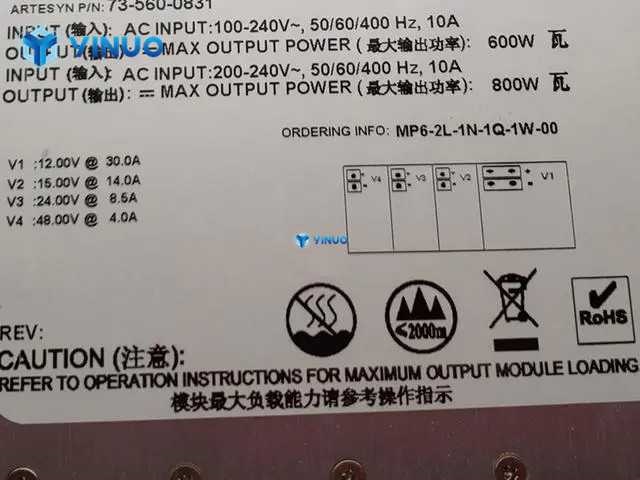 ARTESYN P/N: 73-560-0831
INPUT (输入): AC INPUT:100-240V~, 50/60/400 Hz, 10A
OUTPUT (输出): ⎓ MAX OUTPUT POWER (最大输出功率): 600W 瓦
INPUT (输入): AC INPUT:200-240V~, 50/60/400 Hz, 10A
OUTPUT(输出): ⎓ MAX OUTPUT POWER (最大输出功率): 800W 瓦
YINUO
ORDERING INFO: MP6-2L-1N-1Q-1W-00
V1 :12.00V @ 30.0A
V2 :15.00V @ 14.0A
V3 :24.00V @ 8.5A
V4 :48.00V @ 4.0A
+ - V4 + - V3 + - V2 + - V1
YINUO
≤2000m
RoHS
REV:
CAUTION (注意):
REFER TO OPERATION INSTRUCTIONS FOR MAXIMUM OUTPUT MODULE LOADING
模块最大负载能力请参考操作指示